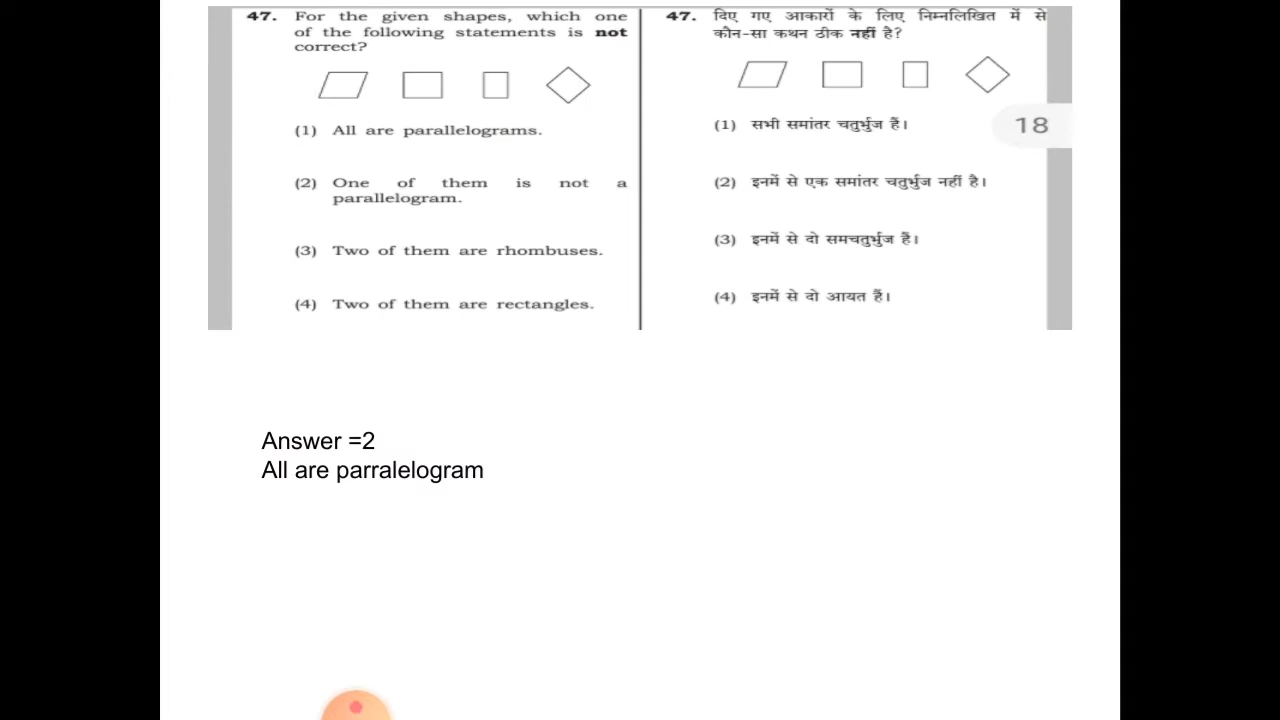 47. For the given shapes, which one
of the following statements is not
correct?
(1) All are parallelograms.
(2) One of them is not a
parallelogram.
(3) Two of them are rhombuses.
(4) Two of them are rectangles.
47. दिए गए आकारों के लिए निम्नलिखित में से
कौन-सा कथन ठीक नहीं है?
(1) सभी समांतर चतुर्भुज हैं।
18
(2) इनमें से एक समांतर चतुर्भुज नहीं है।
(3) इनमें से दो समचतुर्भुज हैं।
(4) इनमें से दो आयत हैं।
Answer =2
All are parralelogram